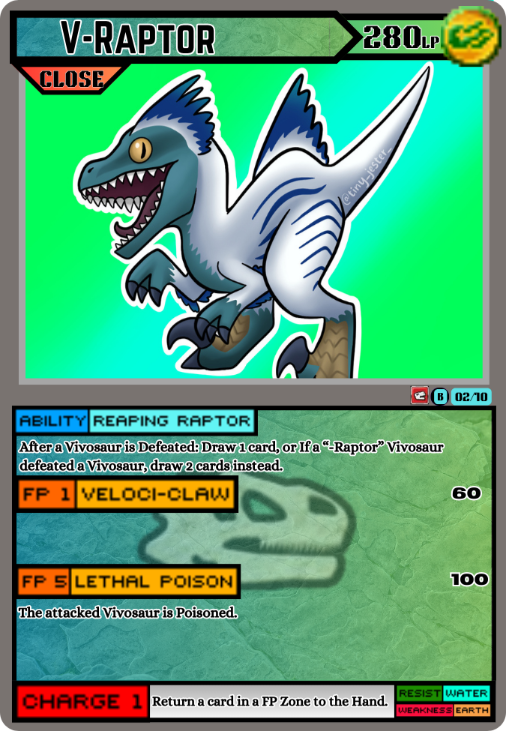 V-RAPTOR
280LP
CLOSE
@tiny_jester_
B 02/10
ABILITY REAPING RAPTOR
After a Vivosaur is Defeated: Draw 1 card, or If a “-Raptor” Vivosaur
defeated a Vivosaur, draw 2 cards instead.
FP 1 VELOCI-CLAW 60
FP 5 LETHAL POISON 100
The attacked Vivosaur is Poisoned.
CHARGE 1 Return a card in a FP Zone to the Hand.
RESIST WATER
WEAKNESS EARTH